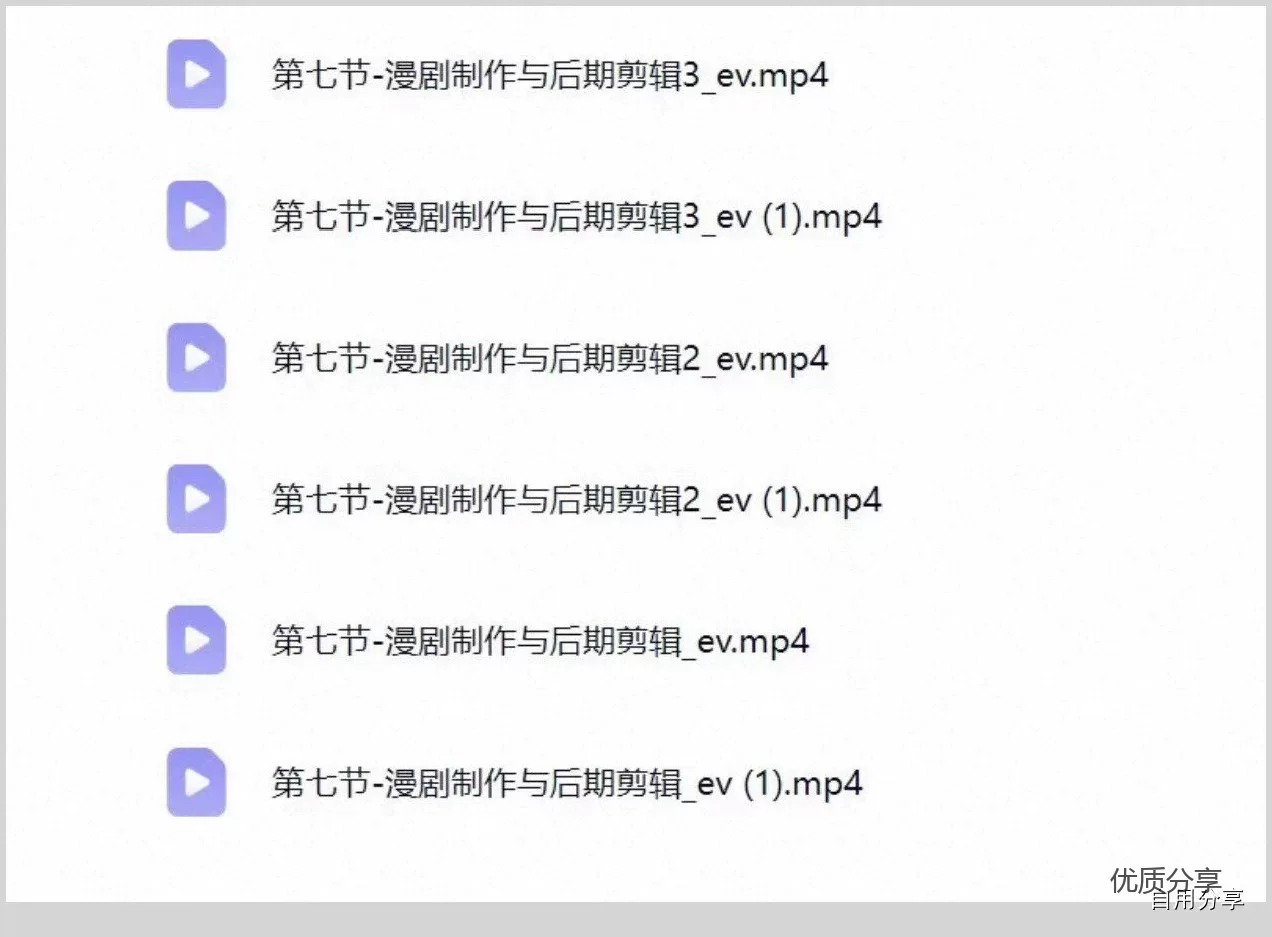 第七节-漫剧制作与后期剪辑3_ev.mp4
第七节-漫剧制作与后期剪辑3_ev (1).mp4
第七节-漫剧制作与后期剪辑2_ev.mp4
第七节-漫剧制作与后期剪辑2_ev (1).mp4
第七节-漫剧制作与后期剪辑_ev.mp4
第七节-漫剧制作与后期剪辑_ev (1).mp4
优质分享
自用分享